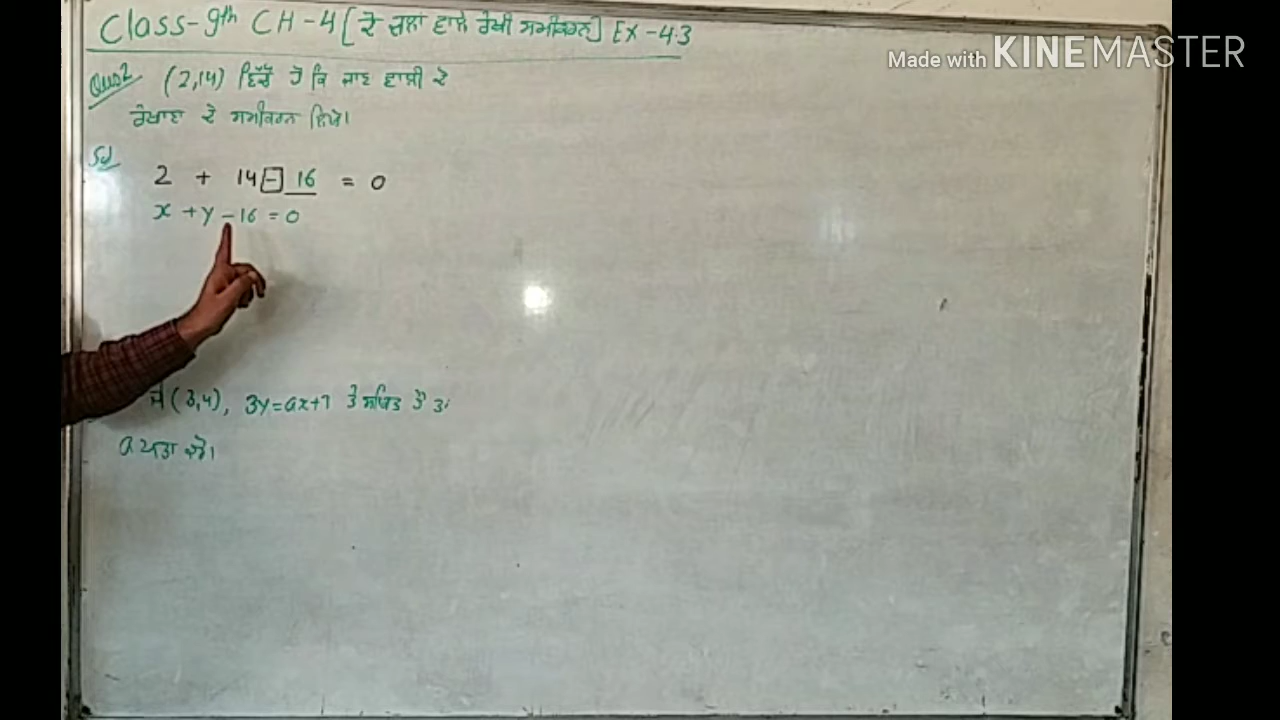 Class-9th CH-4 [ ਦੋ ਚਲਾਂ ਵਾਲੇ ਰੇਖੀ ਸਮੀਕਰਨ] EX-4.3
Made with KINEMASTER
Ques2 (2,14) ਵਿੱਚੋਂ ਹੋ ਕਿ ਜਾਣ ਵਾਲੀ ਦੋ
ਰੇਖਾਵਾਂ ਦੇ ਸਮੀਕਰਨ ਲਿਖੋ।
Sol
2 + 14 - 16 = 0
x + y - 16 = 0
ਜੇ (3,4), 3y=ax+7 ਤੇ ਸਥਿਤ ਹੈ ਤਾਂ
a ਪਤਾ ਕਰੋ।